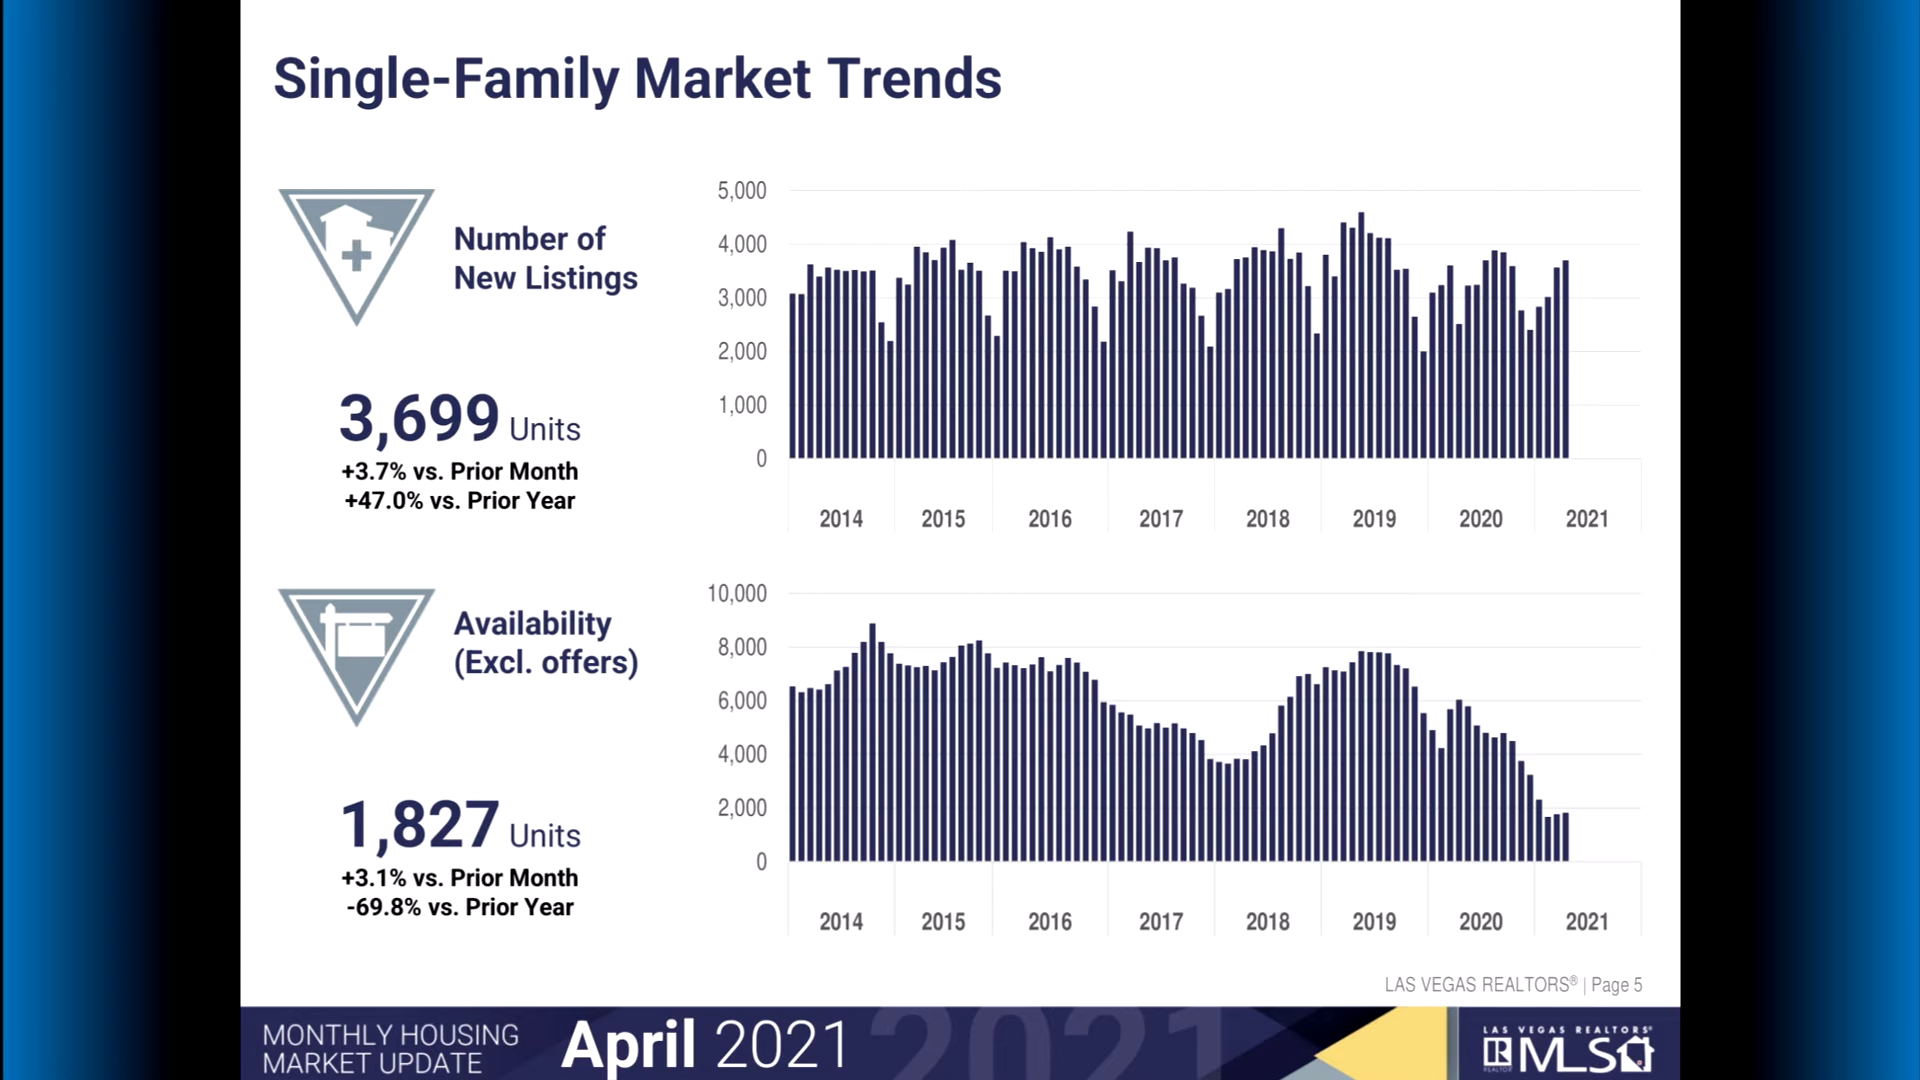 Single-Family Market Trends
Number of
New Listings
3,699 Units
+3.7% vs. Prior Month
+47.0% vs. Prior Year
5,000
4,000
3,000
2,000
1,000
0
2014 2015 2016 2017 2018 2019 2020 2021
Availability
(Excl. offers)
1,827 Units
+3.1% vs. Prior Month
-69.8% vs. Prior Year
10,000
8,000
6,000
4,000
2,000
0
2014 2015 2016 2017 2018 2019 2020 2021
LAS VEGAS REALTORS® | Page 5
MONTHLY HOUSING
MARKET UPDATE
April 2021
2021
LAS VEGAS REALTORS®
R MLS
REALTOR